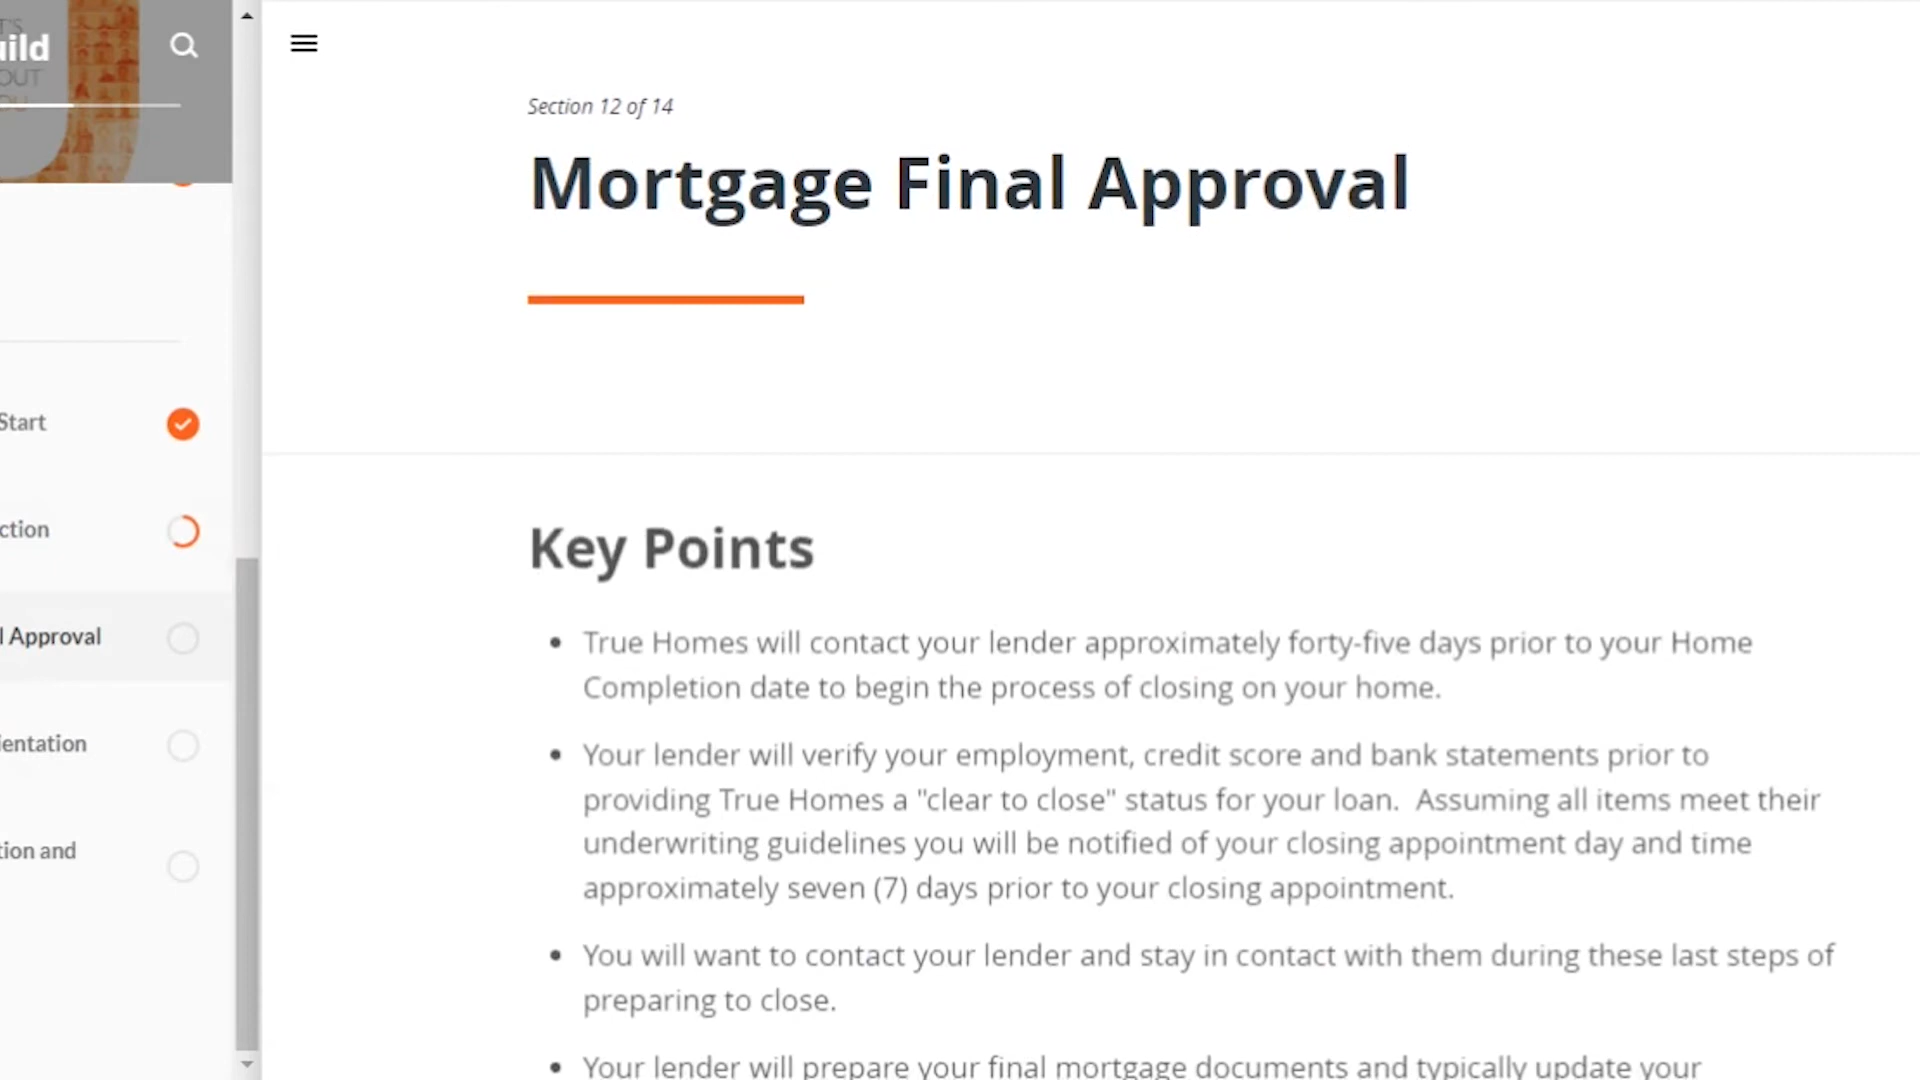 T'S
uild
OUT
OU
Section 12 of 14
Mortgage Final Approval
Start
ction
l Approval
ientation
tion and
Key Points
• True Homes will contact your lender approximately forty-five days prior to your Home
Completion date to begin the process of closing on your home.
• Your lender will verify your employment, credit score and bank statements prior to
providing True Homes a "clear to close" status for your loan.  Assuming all items meet their
underwriting guidelines you will be notified of your closing appointment day and time
approximately seven (7) days prior to your closing appointment.
• You will want to contact your lender and stay in contact with them during these last steps of
preparing to close.
• Your lender will prepare your final mortgage documents and typically update your